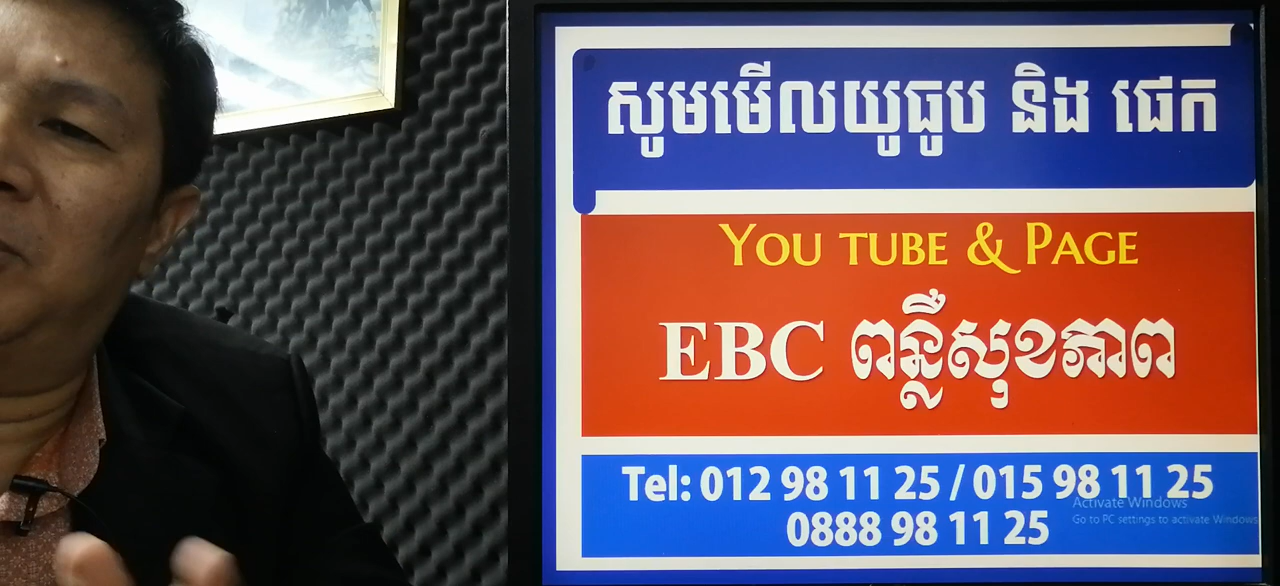 សូមមើលយូធូប និង ផេក
YOU TUBE & PAGE
EBC ពន្លឺសុខភាព
Tel: 012 98 11 25 / 015 98 11 25
0888 98 11 25
Activate Windows
Go to PC settings to activate Windows